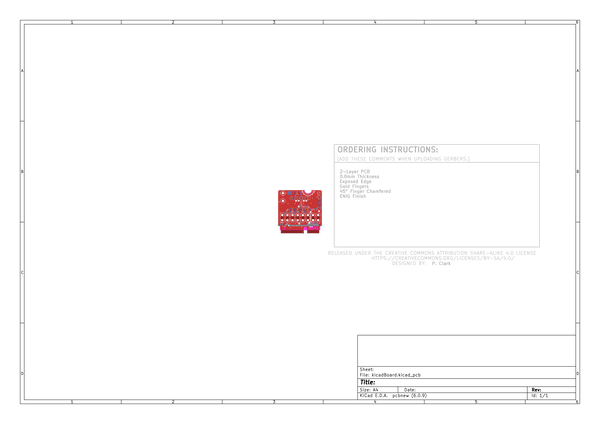 1 2 3 4 5 6
A A
ORDERING INSTRUCTIONS:
(ADD THESE COMMENTS WHEN UPLOADING GERBERS.)
B B
2-Layer PCB
0.8mm Thickness
Exposed Edge
Gold Fingers
45° Finger Chamfered
ENIG Finish
RELEASED UNDER THE CREATIVE COMMONS ATTRIBUTION SHARE-ALIKE 4.0 LICENSE
HTTPS://CREATIVECOMMONS.ORG/LICENSES/BY-SA/4.0/
DESIGNED BY: P. Clark
C C
Sheet:
File: kicadBoard.kicad_pcb
D D
Title:
Size: A4 Date: Rev:
KiCad E.D.A. pcbnew (6.0.9) Id: 1/1
1 2 3 4 5 6